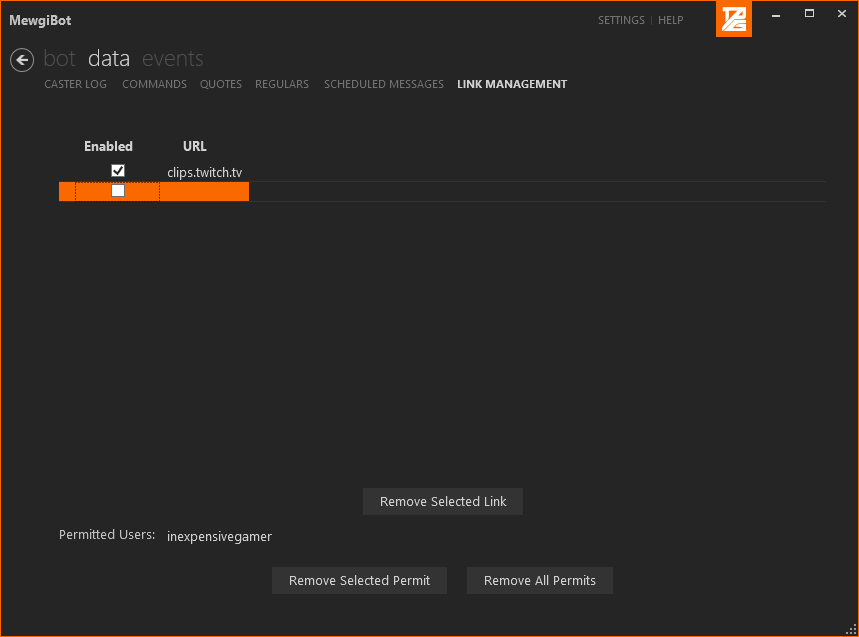 MewgiBot
SETTINGS | HELP
bot data events
CASTER LOG COMMANDS QUOTES REGULARS SCHEDULED MESSAGES LINK MANAGEMENT
Enabled URL
clips.twitch.tv
Remove Selected Link
Permitted Users: inexpensivegamer
Remove Selected Permit Remove All Permits